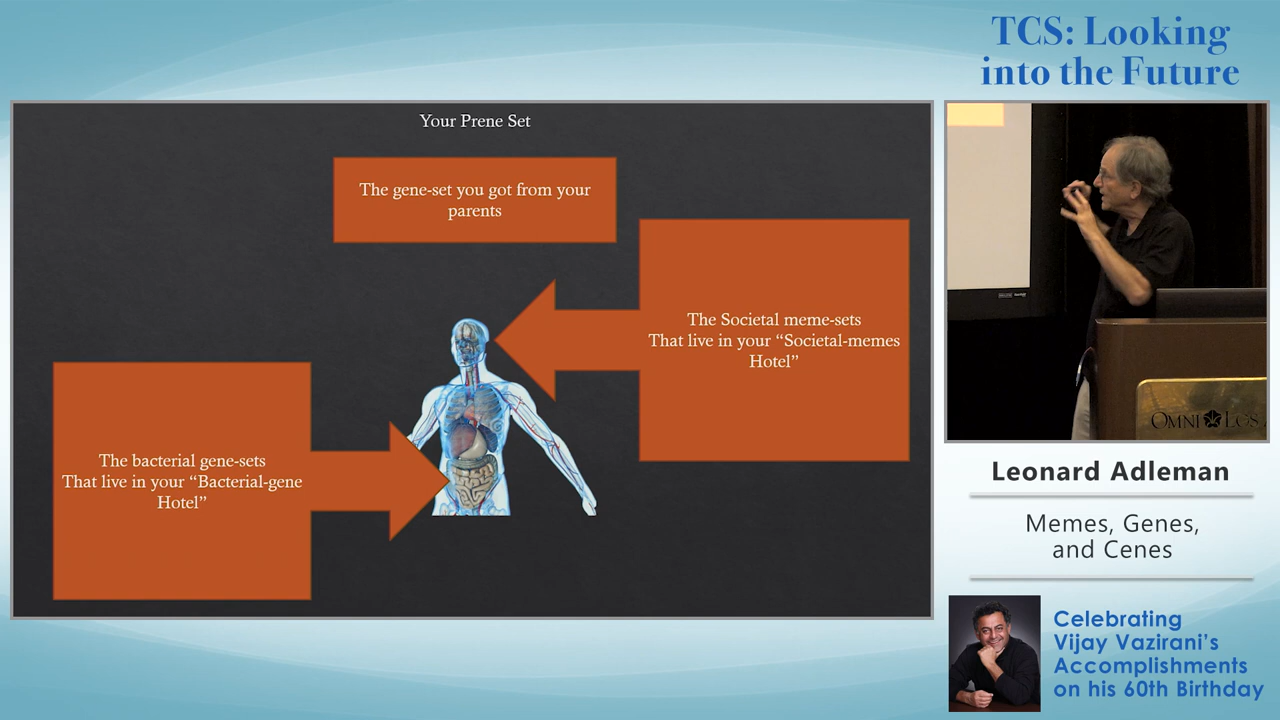 TCS: Looking
into the Future
Your Prene Set
The gene-set you got from your
parents
The Societal meme-sets
That live in your “Societal-memes
Hotel”
The bacterial gene-sets
That live in your “Bacterial-gene
Hotel”
OMNI LOS
Leonard Adleman
Memes, Genes,
and Cenes
Celebrating
Vijay Vazirani’s
Accomplishments
on his 60th Birthday